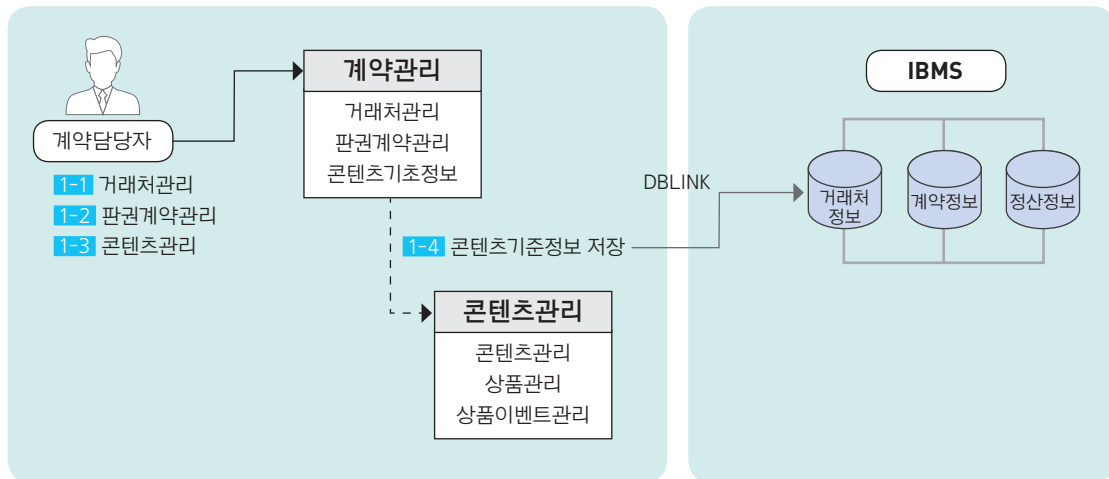 계약담당자
1-1 거래처관리
1-2 판권계약관리
1-3 콘텐츠관리
계약관리
거래처관리
판권계약관리
콘텐츠기초정보
1-4 콘텐츠기준정보 저장
콘텐츠관리
콘텐츠관리
상품관리
상품이벤트관리
DBLINK
IBMS
거래처
정보
계약정보
정산정보